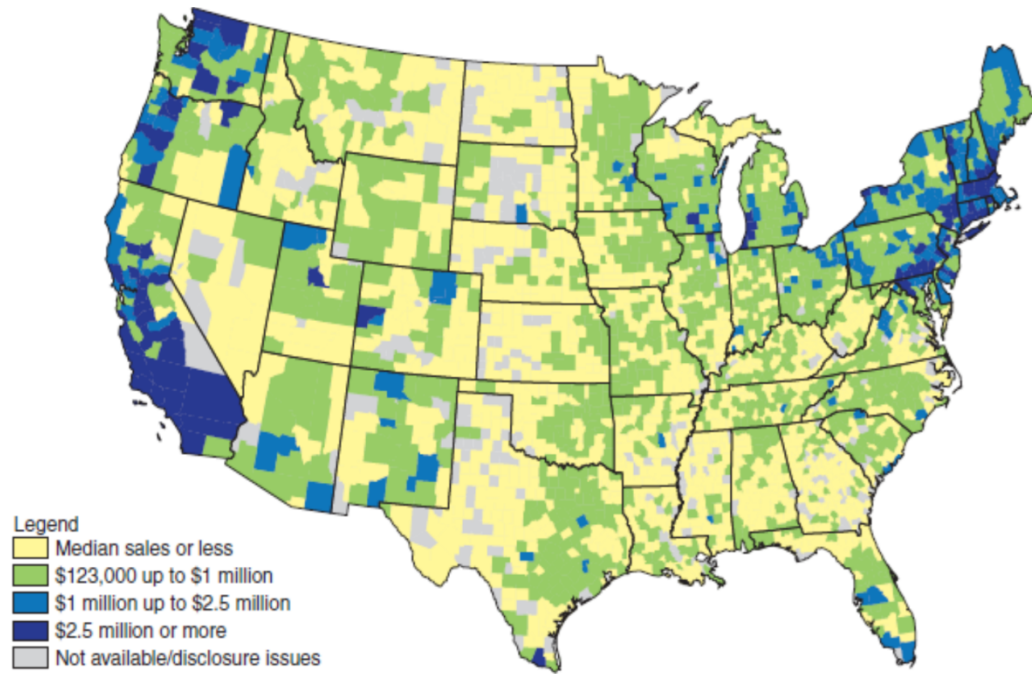 Legend
Median sales or less
$123,000 up to $1 million
$1 million up to $2.5 million
$2.5 million or more
Not available/disclosure issues